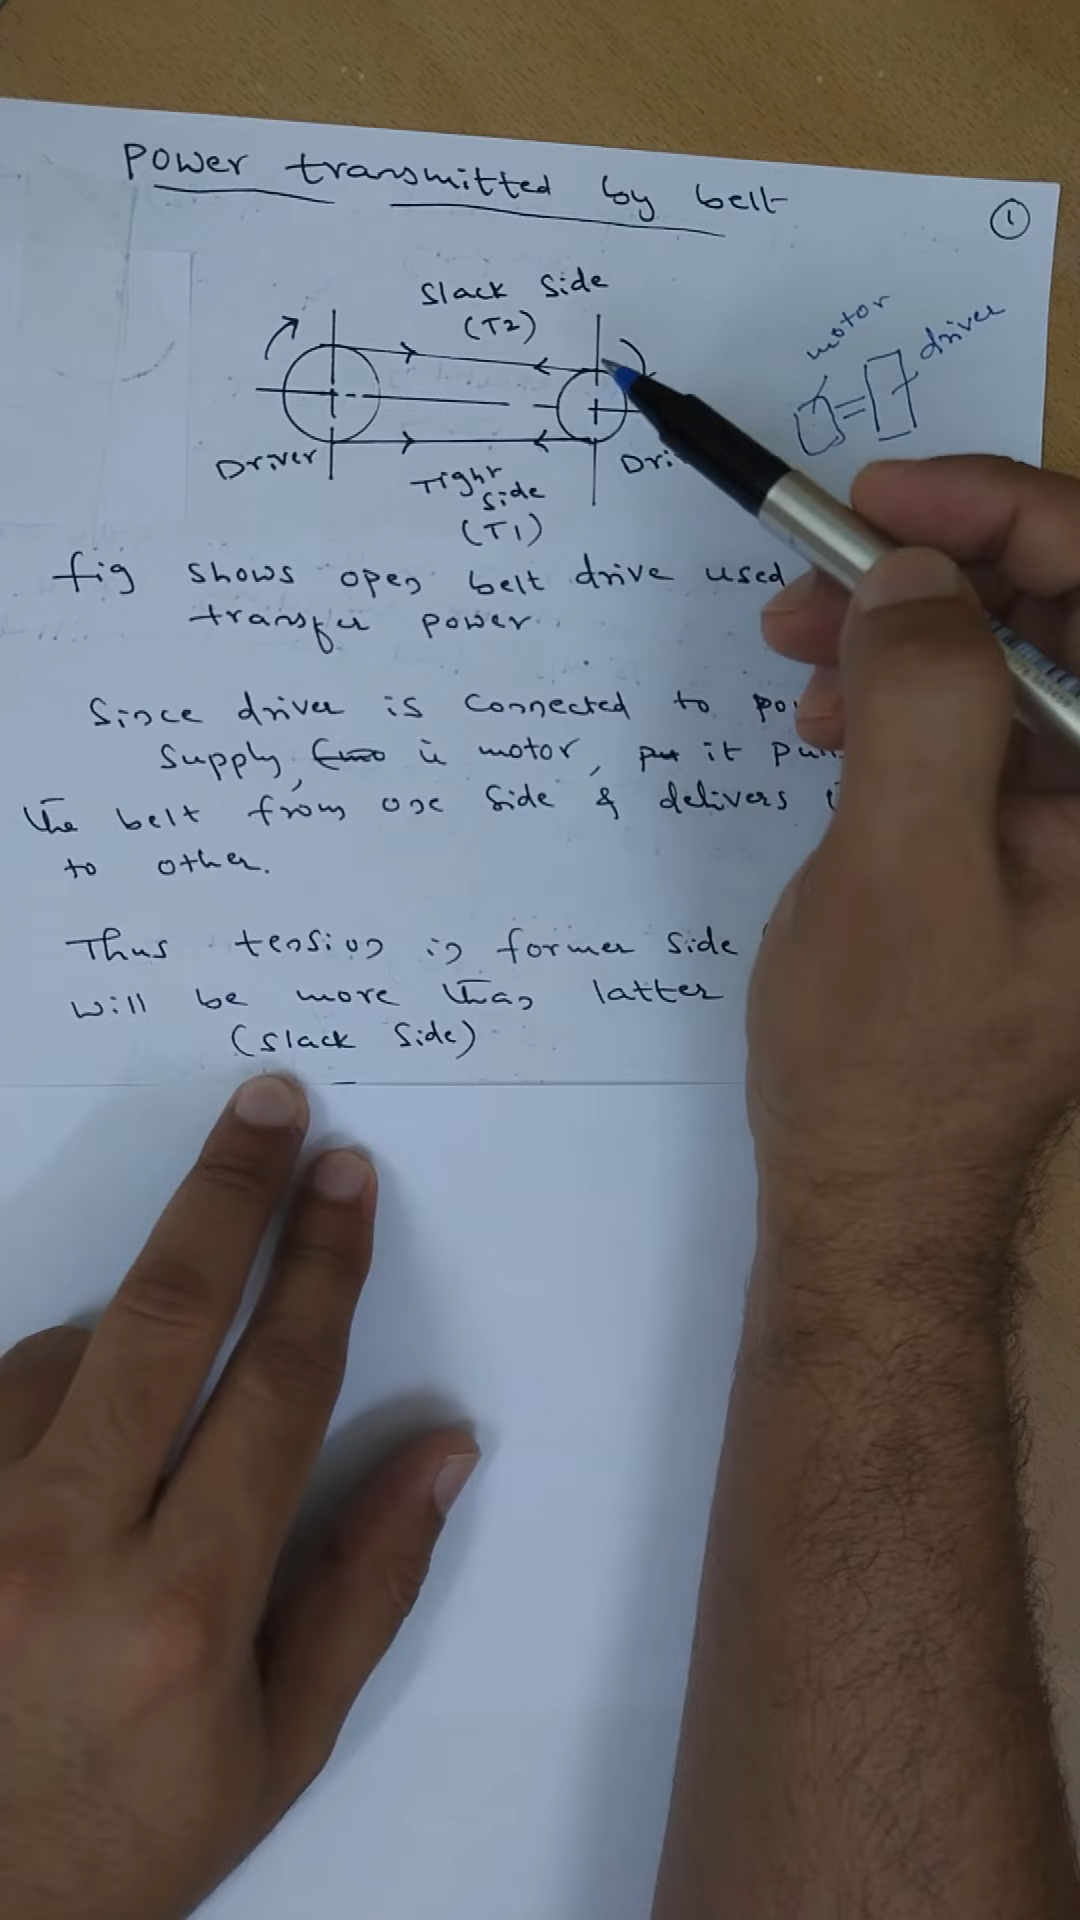 Power transmitted by belt
1
Slack Side
(T2)
motor
driver
Driver
Tight
side
(T1)
fig shows open belt drive used
transfer power.
Since driver is connected to
supply, is motor, it
the belt from one side & delivers
to other.
Thus tension in former side
will be more than latter
(Slack Side)